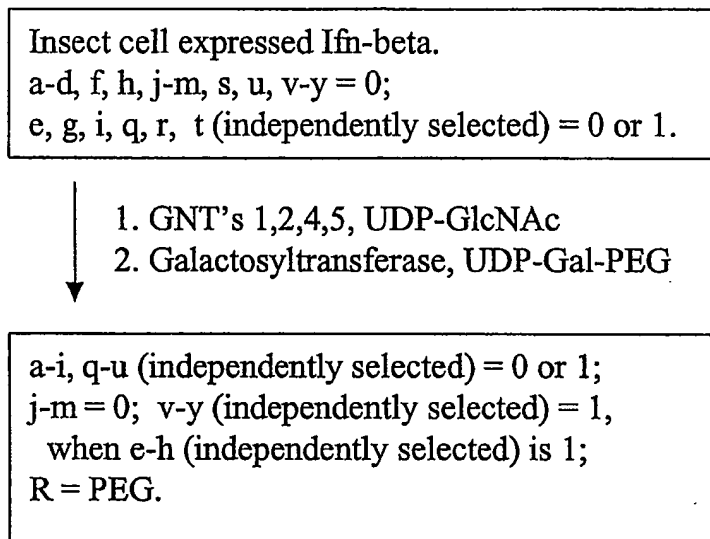 Insect cell expressed Ifn-beta.
a-d, f, h, j-m, s, u, v-y = 0;
e, g, i, q, r, t (independently selected) = 0 or 1.
1. GNT's 1,2,4,5, UDP-GlcNAc
2. Galactosyltransferase, UDP-Gal-PEG
a-i, q-u (independently selected) = 0 or 1;
j-m = 0; v-y (independently selected) = 1,
when e-h (independently selected) is 1;
R = PEG.